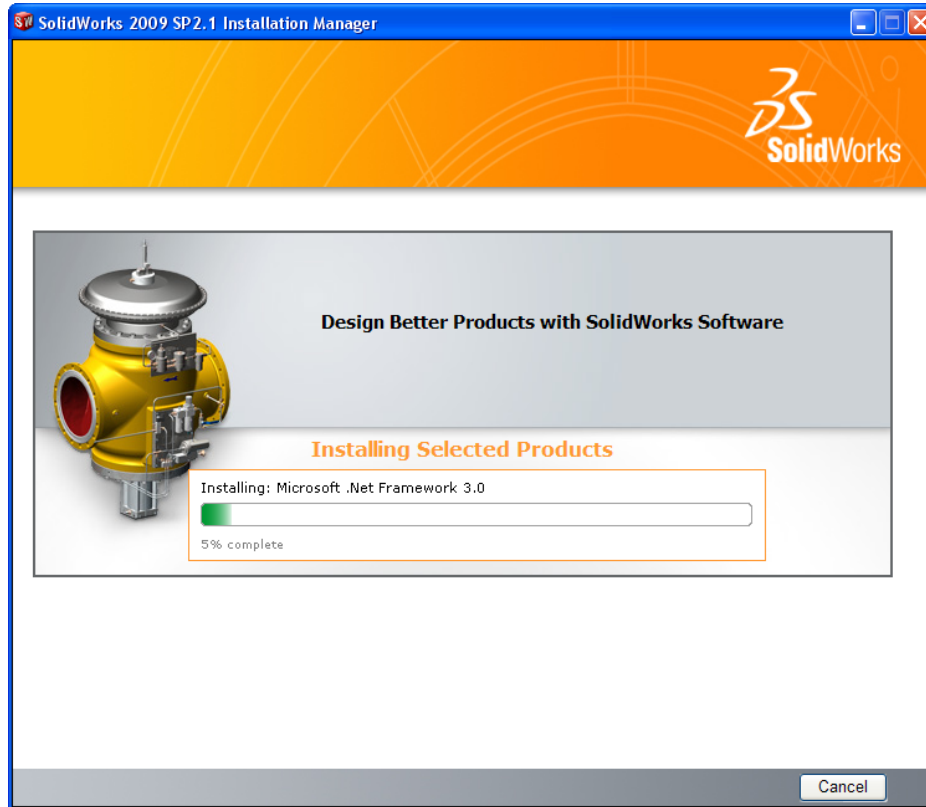 SolidWorks 2009 SP2.1 Installation Manager
SolidWorks
Design Better Products with SolidWorks Software
Installing Selected Products
Installing: Microsoft .Net Framework 3.0
5% complete
Cancel